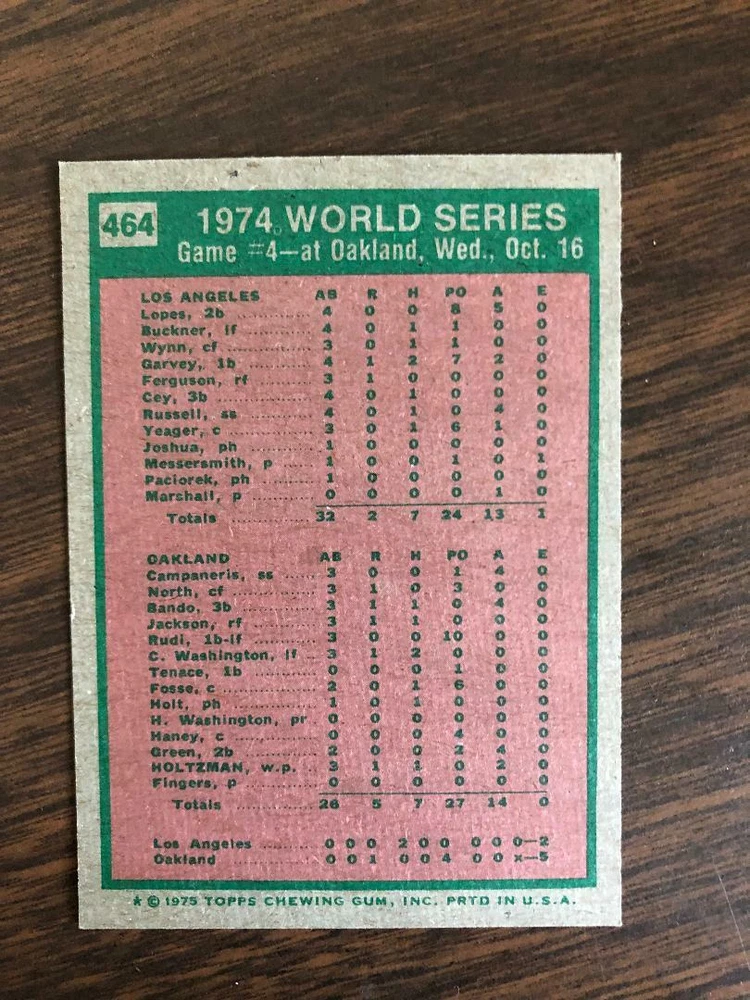 464
1974 WORLD SERIES
Game #4—at Oakland, Wed., Oct. 16
LOS ANGELES AB R H PO A E
Lopes, 2b 4 0 0 8 5 0
Buckner, lf 4 0 1 1 0 0
Wynn, cf 3 0 1 1 0 0
Garvey, 1b 4 1 2 7 2 0
Ferguson, rf 3 1 0 0 0 0
Cey, 3b 4 0 1 0 0 0
Russell, ss 4 0 1 0 4 0
Yeager, c 3 0 1 6 1 0
Joshua, ph 1 0 0 0 0 0
Messersmith, p 1 0 0 1 0 1
Paciorek, ph 1 0 0 0 0 0
Marshall, p 0 0 0 0 1 0
Totals 32 2 7 24 13 1
OAKLAND AB R H PO A E
Campaneris, ss 3 0 0 1 4 0
North, cf 3 1 0 3 0 0
Bando, 3b 3 1 1 0 4 0
Jackson, rf 3 1 1 0 0 0
Rudi, 1b-lf 3 0 0 10 0 0
C. Washington, lf 3 1 2 0 0 0
Tenace, 1b 0 0 0 1 0 0
Fosse, c 2 0 1 6 0 0
Holt, ph 1 0 1 0 0 0
H. Washington, pr 0 0 0 0 0 0
Haney, c 0 0 0 4 0 0
Green, 2b 2 0 0 2 4 0
HOLTZMAN, w.p. 3 1 1 0 2 0
Fingers, p 0 0 0 0 0 0
Totals 26 5 7 27 14 0
Los Angeles 0 0 0 2 0 0 0 0 0—2
Oakland 0 0 1 0 0 4 0 0 x—5
★ © 1975 TOPPS CHEWING GUM, INC. PRTD IN U.S.A.